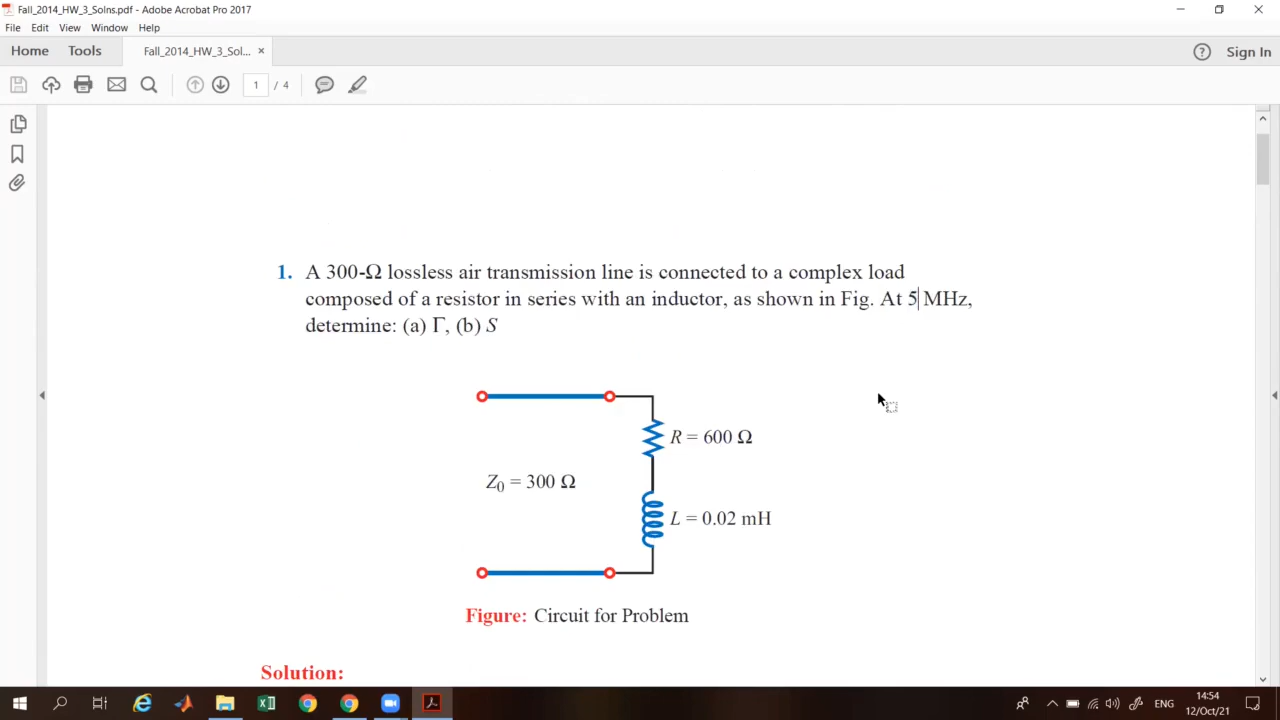 Fall_2014_HW_3_Solns.pdf - Adobe Acrobat Pro 2017
File Edit View Window Help
Home Tools Fall_2014_HW_3_Sol... × Sign In
1 / 4
1. A 300-Ω lossless air transmission line is connected to a complex load
composed of a resistor in series with an inductor, as shown in Fig. At 5 MHz,
determine: (a) Γ, (b) S
R = 600 Ω
Z0 = 300 Ω
L = 0.02 mH
Figure: Circuit for Problem
Solution:
ENG
14:54
12/Oct/21